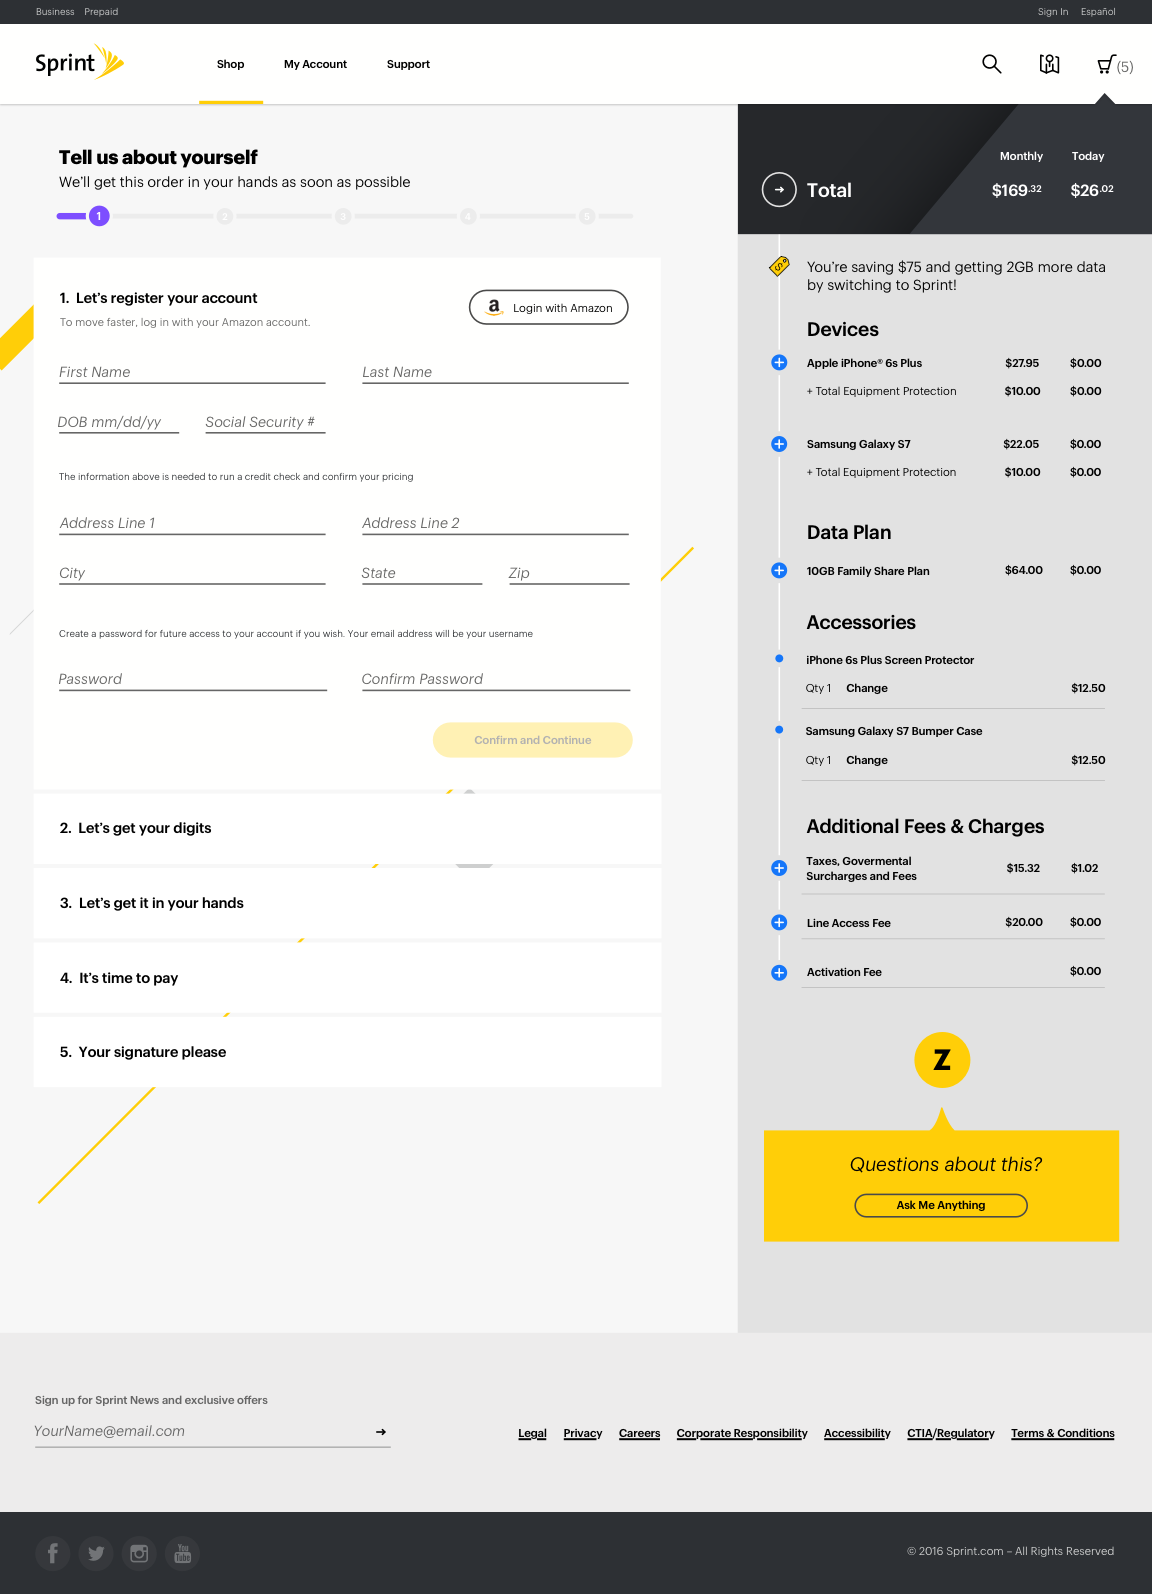 Business Prepaid
Sign In Español
Sprint
Shop My Account Support
(5)
Tell us about yourself
We'll get this order in your hands as soon as possible
1 2 3 4 5
1. Let's register your account
To move faster, log in with your Amazon account.
a Login with Amazon
First Name Last Name
DOB mm/dd/yy Social Security #
The information above is needed to run a credit check and confirm your pricing
Address Line 1 Address Line 2
City State Zip
Create a password for future access to your account if you wish. Your email address will be your username
Password Confirm Password
Confirm and Continue
2. Let's get your digits
3. Let's get it in your hands
4. It's time to pay
5. Your signature please
Monthly Today
Total $169.32 $26.02
You're saving $75 and getting 2GB more data
by switching to Sprint!
Devices
Apple iPhone® 6s Plus $27.95 $0.00
+ Total Equipment Protection $10.00 $0.00
Samsung Galaxy S7 $22.05 $0.00
+ Total Equipment Protection $10.00 $0.00
Data Plan
10GB Family Share Plan $64.00 $0.00
Accessories
iPhone 6s Plus Screen Protector
Qty 1 Change $12.50
Samsung Galaxy S7 Bumper Case
Qty 1 Change $12.50
Additional Fees & Charges
Taxes, Govermental
Surcharges and Fees $15.32 $1.02
Line Access Fee $20.00 $0.00
Activation Fee $0.00
Z
Questions about this?
Ask Me Anything
Sign up for Sprint News and exclusive offers
YourName@email.com
Legal Privacy Careers Corporate Responsibility Accessibility CTIA/Regulatory Terms & Conditions
You
Tube
© 2016 Sprint.com – All Rights Reserved